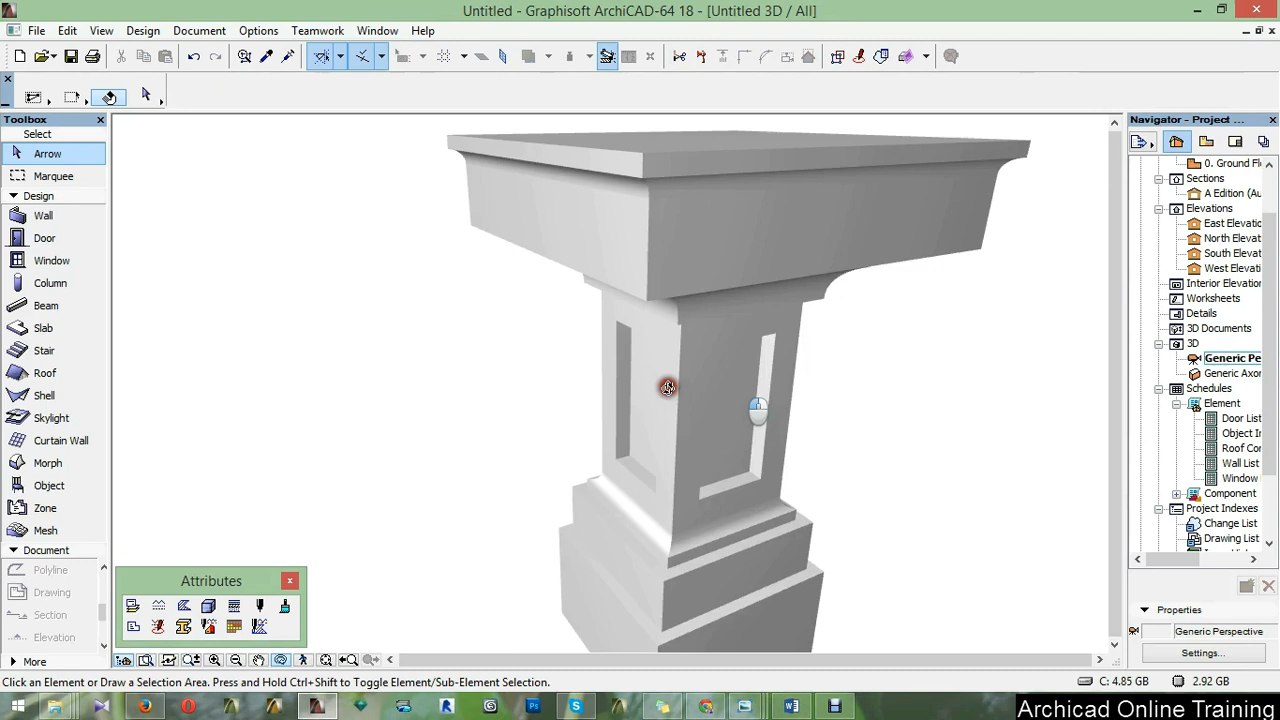 Untitled - Graphisoft ArchiCAD-64 18 - [Untitled 3D / All]
File Edit View Design Document Options Teamwork Window Help
Toolbox
Select
Arrow
Marquee
Design
Wall
Door
Window
Column
Beam
Slab
Stair
Roof
Shell
Skylight
Curtain Wall
Morph
Object
Zone
Mesh
Document
Polyline
Drawing
Section
Elevation
More
Attributes
Navigator - Project ...
0. Ground Fl
Sections
A Edition (Au
Elevations
East Elevatio
North Elevat
South Elevati
West Elevati
Interior Elevation
Worksheets
Details
3D Documents
3D
Generic Pe
Generic Axon
Schedules
Element
Door List
Object In
Roof Co
Wall List
Window
Component
Project Indexes
Change List
Drawing List
Properties
Generic Perspective
Settings...
Click an Element or Draw a Selection Area. Press and Hold Ctrl+Shift to Toggle Element/Sub-Element Selection.
C: 4.85 GB
2.92 GB
Archicad Online Training